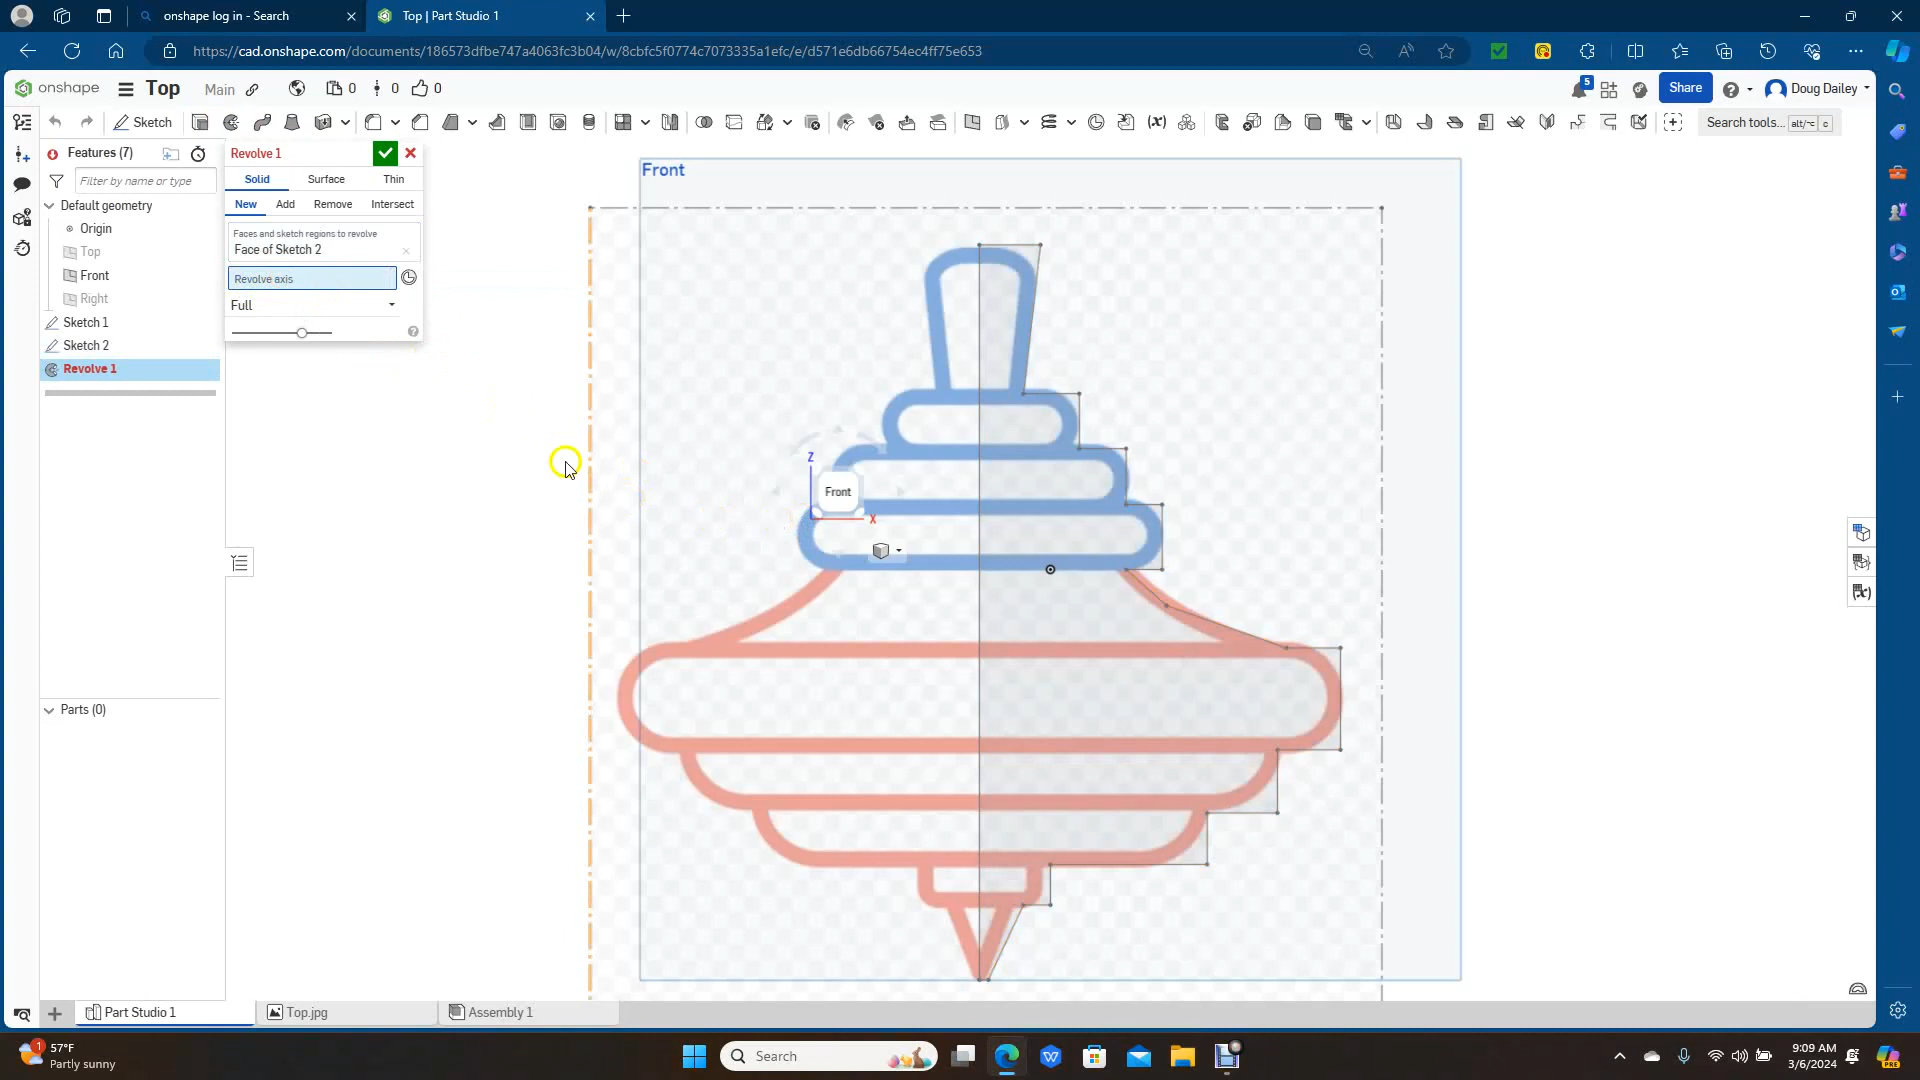 onshape log in - Search
Top | Part Studio 1
https://cad.onshape.com/documents/186573dfbe747a4063fc3b04/w/8cbfc5f0774c7073335a1efc/e/d571e6db66754ec4ff75e653
onshape
Top
Main
0
0
0
5
Share
Doug Dailey
Sketch
Search tools...
alt/⌥
c
Features (7)
Filter by name or type
Default geometry
Origin
Top
Front
Right
Sketch 1
Sketch 2
Revolve 1
Revolve 1
Solid
Surface
Thin
New
Add
Remove
Intersect
Faces and sketch regions to revolve
Face of Sketch 2
Revolve axis
Full
Front
Z
Front
X
Parts (0)
Part Studio 1
Top.jpg
Assembly 1
1
57°F
Partly sunny
Search
9:09 AM
3/6/2024
PRE